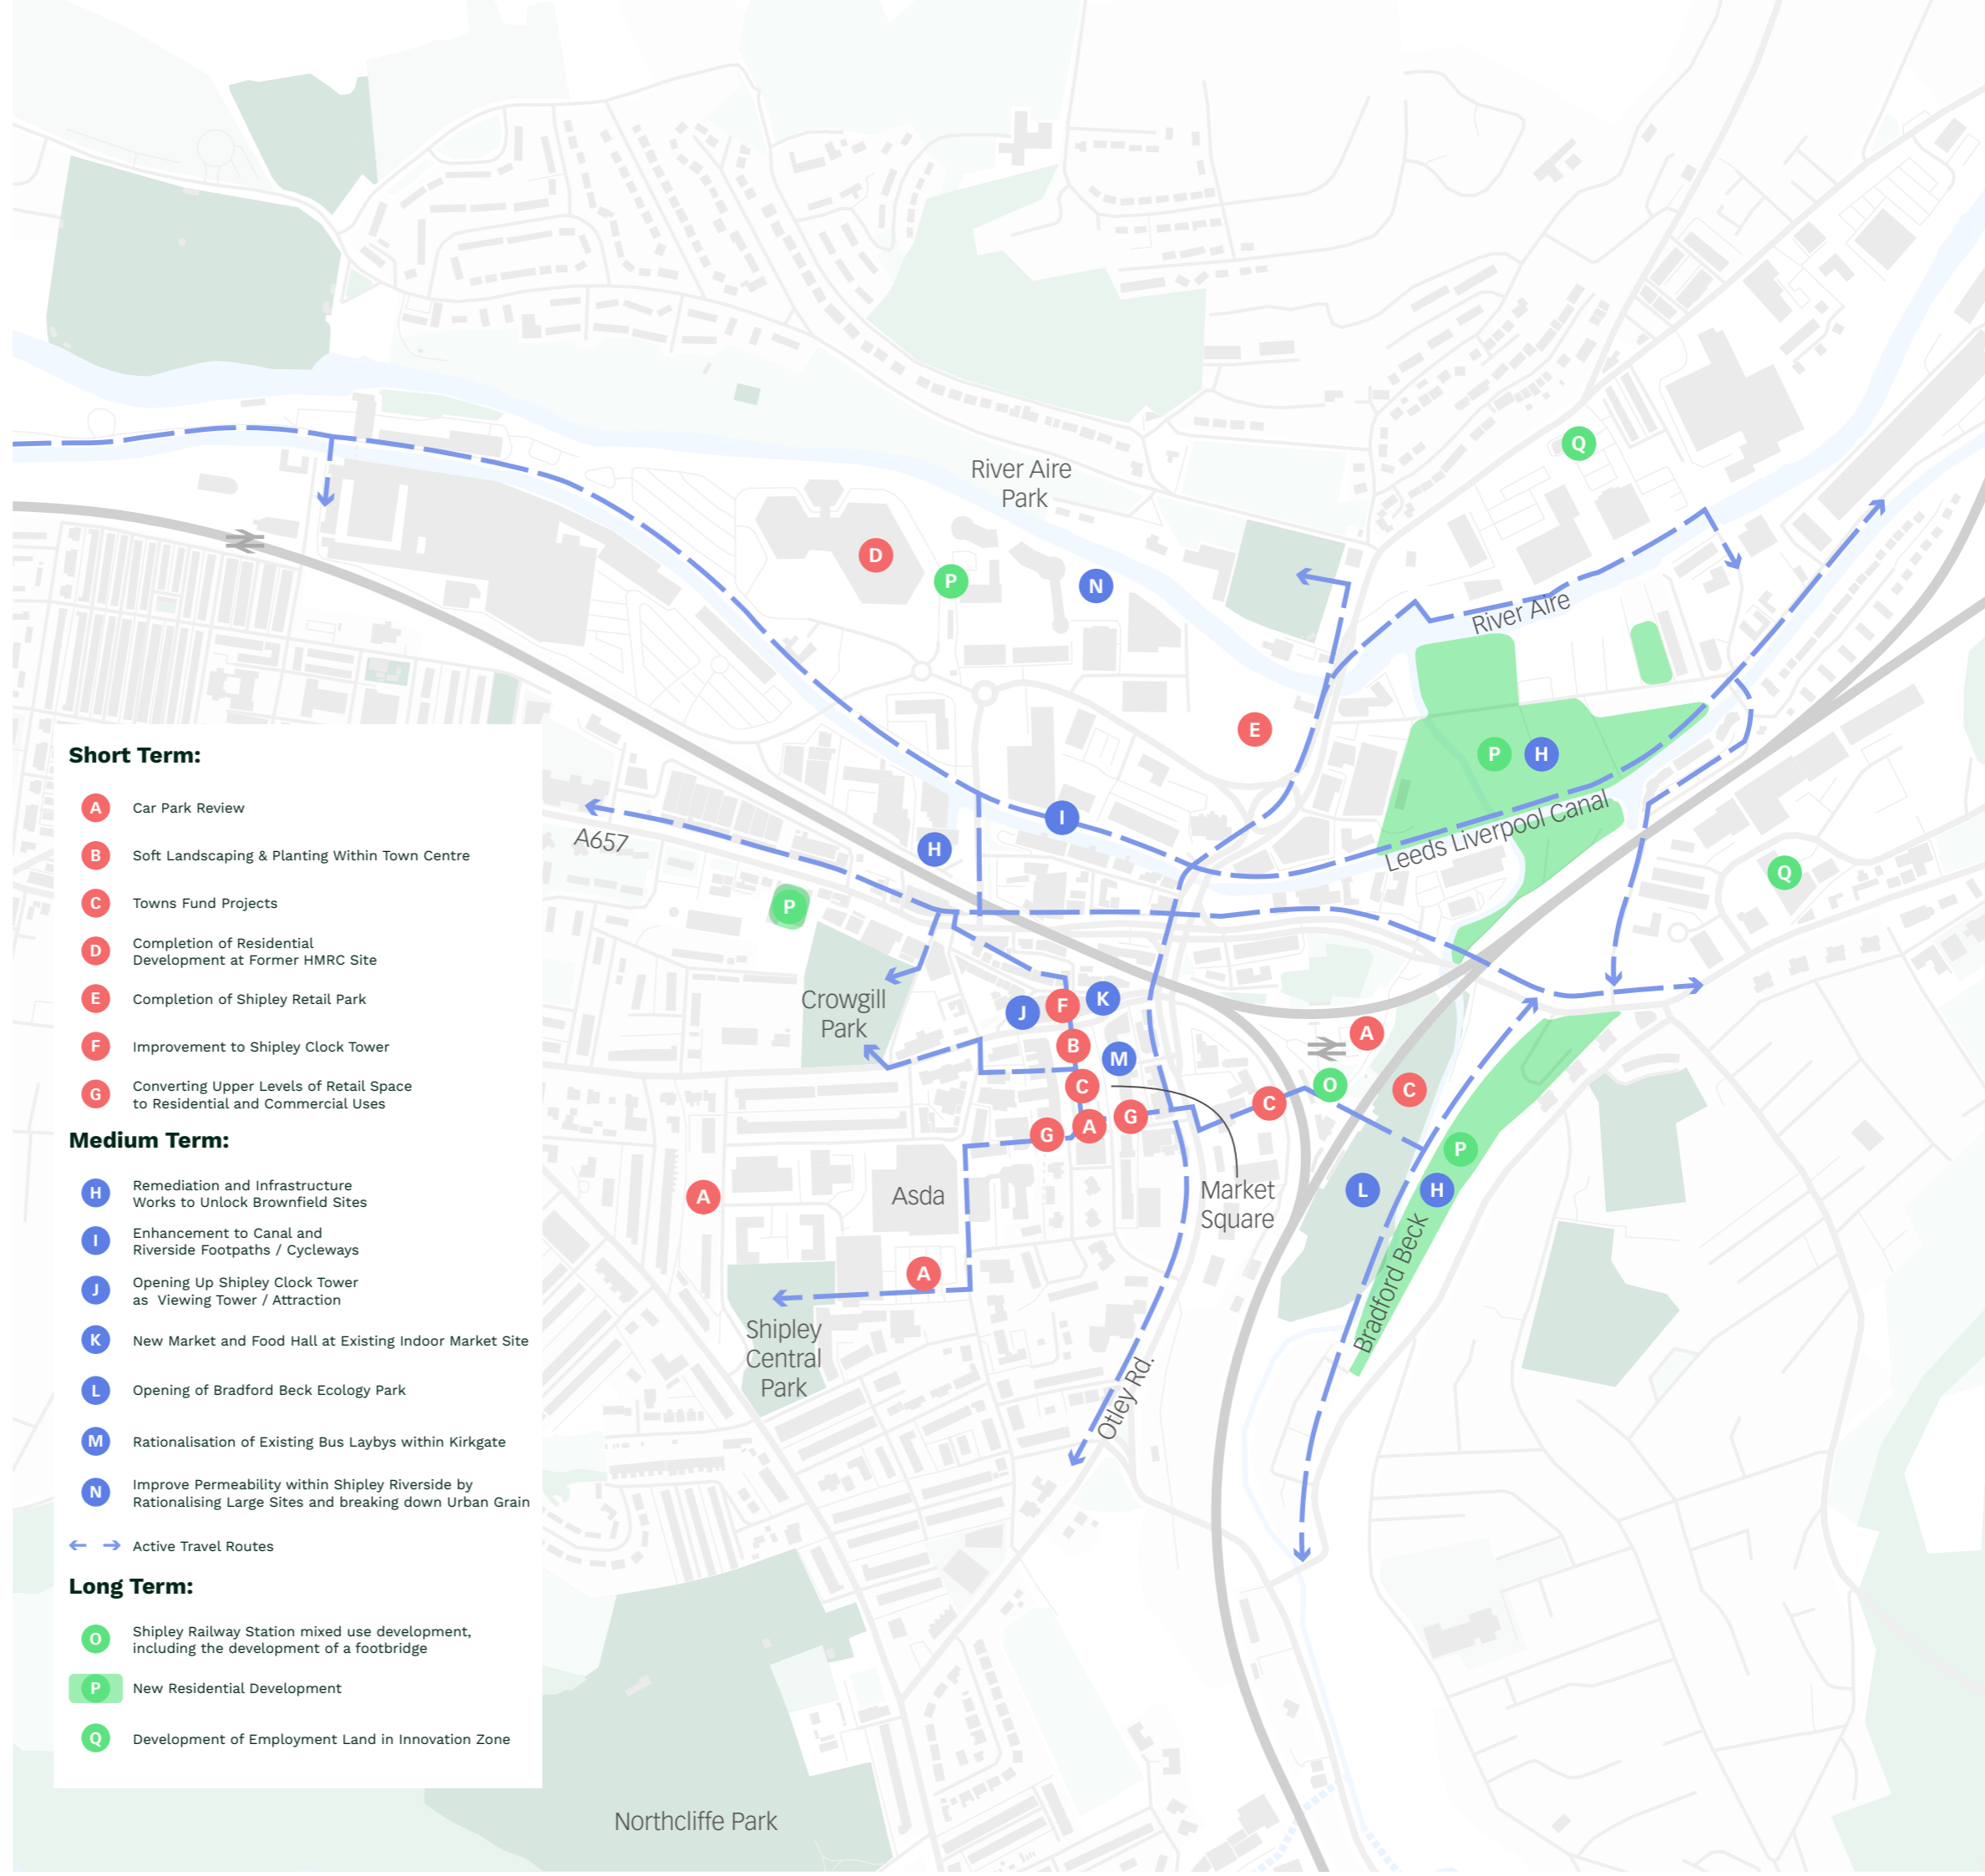 Q
River Aire
Park
D
P
N
River Aire
E
P
H
Leeds Liverpool Canal
I
A657
H
Q
P
Crowgill
Park
J
F
K
A
B
M
C
O
C
C
G
A
G
P
A
Asda
Market
Square
L
H
A
Bradford Beck
Shipley
Central
Park
Otley Rd.
Northcliffe Park
Short Term:
A Car Park Review
B Soft Landscaping & Planting Within Town Centre
C Towns Fund Projects
D Completion of Residential
Development at Former HMRC Site
E Completion of Shipley Retail Park
F Improvement to Shipley Clock Tower
G Converting Upper Levels of Retail Space
to Residential and Commercial Uses
Medium Term:
H Remediation and Infrastructure
Works to Unlock Brownfield Sites
I Enhancement to Canal and
Riverside Footpaths / Cycleways
J Opening Up Shipley Clock Tower
as Viewing Tower / Attraction
K New Market and Food Hall at Existing Indoor Market Site
L Opening of Bradford Beck Ecology Park
M Rationalisation of Existing Bus Laybys within Kirkgate
N Improve Permeability within Shipley Riverside by
Rationalising Large Sites and breaking down Urban Grain
Active Travel Routes
Long Term:
O Shipley Railway Station mixed use development,
including the development of a footbridge
P New Residential Development
Q Development of Employment Land in Innovation Zone